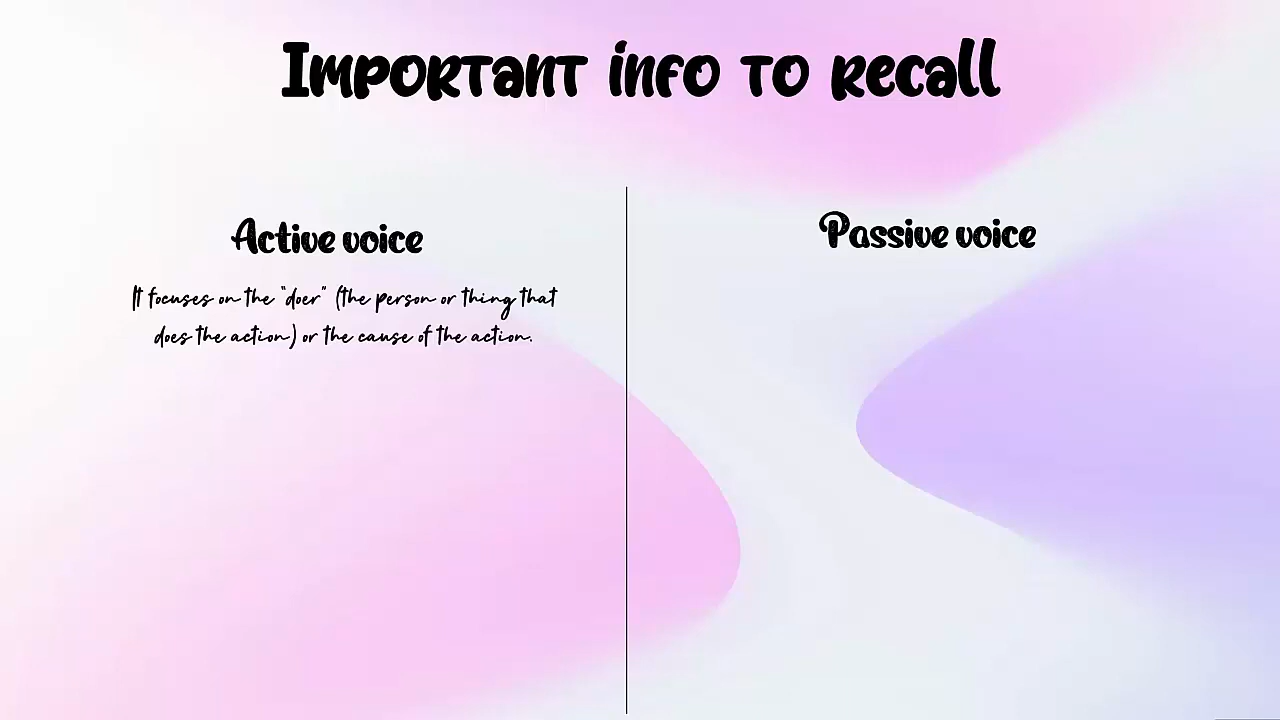 Important info to recall
Active voice
It focuses on the "doer" (the person or thing that
does the action) or the cause of the action.
Passive voice